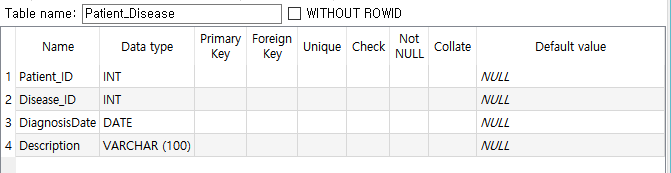 Table name: Patient_Disease WITHOUT ROWID
Name Data type Primary Key Foreign Key Unique Check Not NULL Collate Default value
1 Patient_ID INT NULL
2 Disease_ID INT NULL
3 DiagnosisDate DATE NULL
4 Description VARCHAR (100) NULL